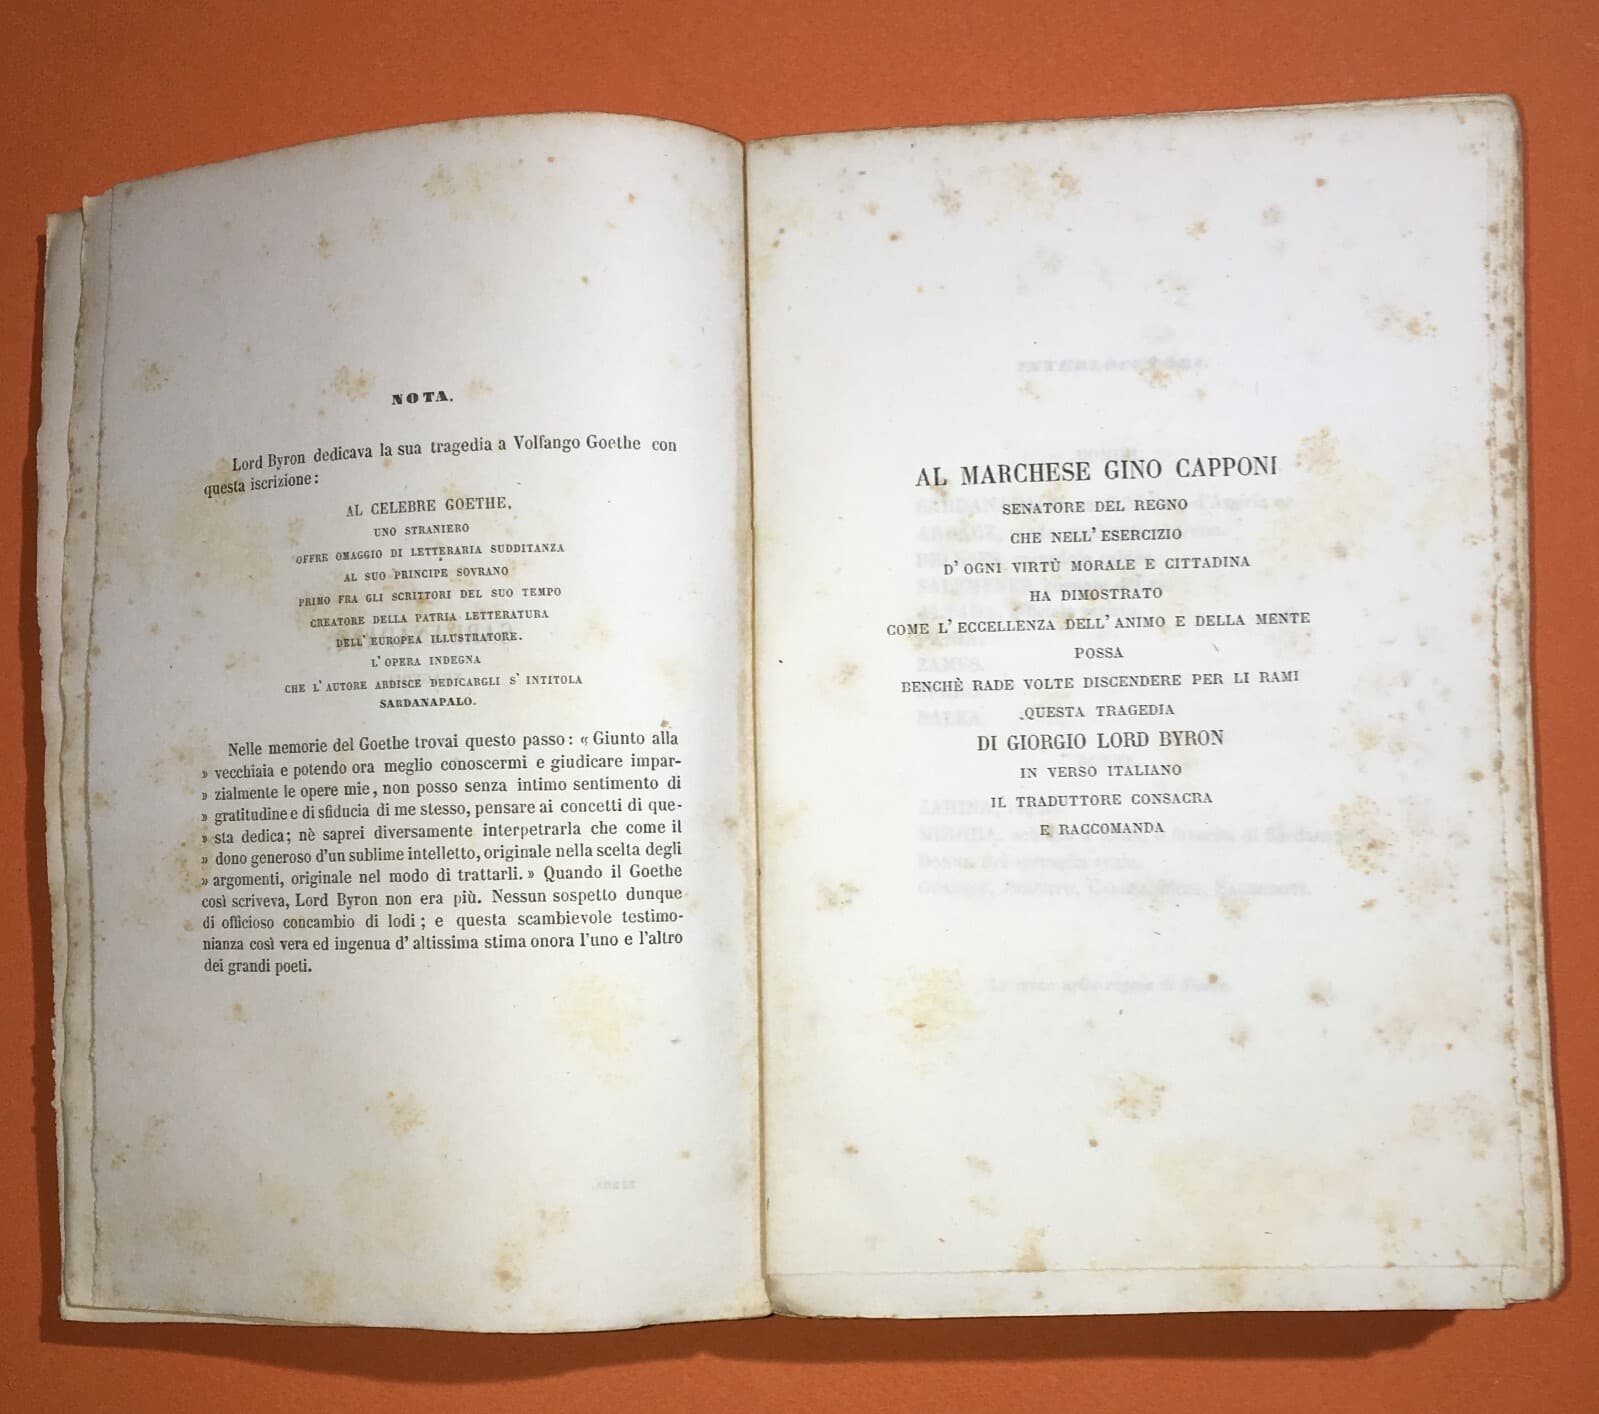 NOTA.
Lord Byron dedicava la sua tragedia a Volfango Goethe con
questa iscrizione:
AL CELEBRE GOETHE,
UNO STRANIERO
OFFRE OMAGGIO DI LETTERARIA SUDDITANZA
AL SUO PRINCIPE SOVRANO
PRIMO FRA GLI SCRITTORI DEL SUO TEMPO
CREATORE DELLA PATRIA LETTERATURA
DELL' EUROPEA ILLUSTRATORE.
L' OPERA INDEGNA
CHE L' AUTORE ARDISCE DEDICARGLI S' INTITOLA
SARDANAPALO.
Nelle memorie del Goethe trovai questo passo: « Giunto alla
» vecchiaia e potendo ora meglio conoscermi e giudicare impar-
» zialmente le opere mie, non posso senza intimo sentimento di
» gratitudine e di sfiducia di me stesso, pensare ai concetti di que-
» sta dedica; nè saprei diversamente interpetrarla che come il
» dono generoso d'un sublime intelletto, originale nella scelta degli
» argomenti, originale nel modo di trattarli. » Quando il Goethe
così scriveva, Lord Byron non era più. Nessun sospetto dunque
di officioso concambio di lodi; e questa scambievole testimo-
nianza così vera ed ingenua d' altissima stima onora l'uno e l'altro
dei grandi poeti.
AL MARCHESE GINO CAPPONI
SENATORE DEL REGNO
CHE NELL' ESERCIZIO
D' OGNI VIRTÙ MORALE E CITTADINA
HA DIMOSTRATO
COME L' ECCELLENZA DELL' ANIMO E DELLA MENTE
POSSA
BENCHÈ RADE VOLTE DISCENDERE PER LI RAMI
QUESTA TRAGEDIA
DI GIORGIO LORD BYRON
IN VERSO ITALIANO
IL TRADUTTORE CONSACRA
E RACCOMANDA